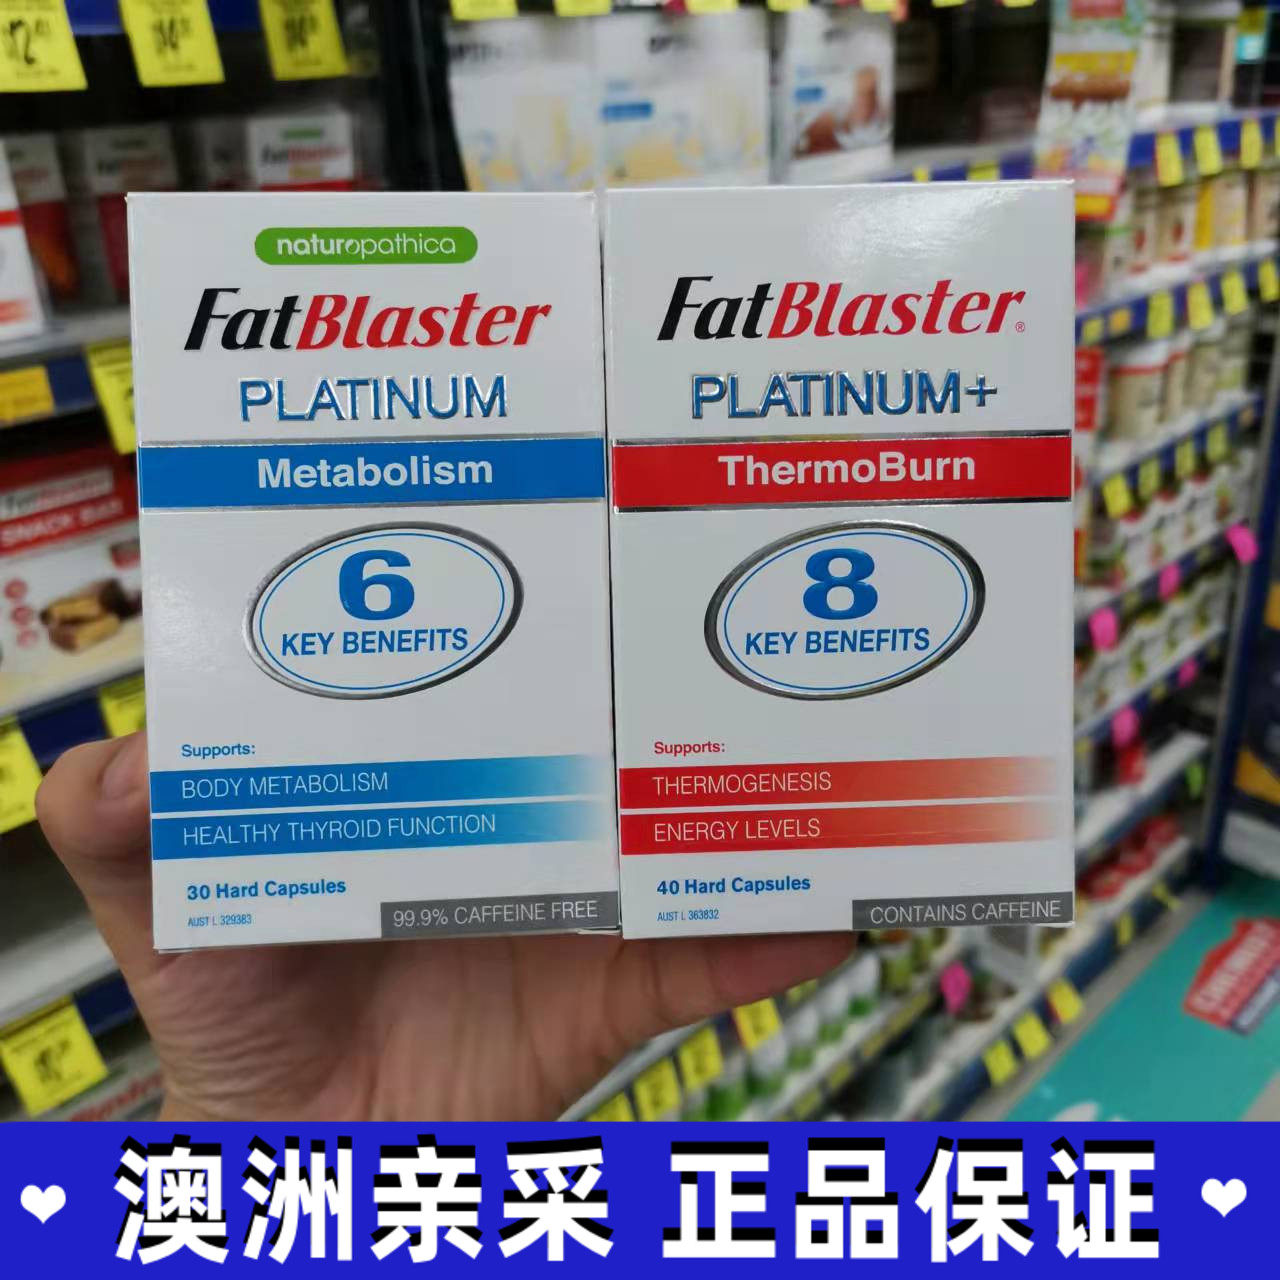 naturopathica
FatBlaster
PLATINUM
Metabolism
6
KEY BENEFITS
Supports:
BODY METABOLISM
HEALTHY THYROID FUNCTION
30 Hard Capsules
AUST L 329383
99.9% CAFFEINE FREE
FatBlaster®
PLATINUM+
ThermoBurn
8
KEY BENEFITS
Supports:
THERMOGENESIS
ENERGY LEVELS
40 Hard Capsules
AUST L 363832
CONTAINS CAFFEINE
SNACK BAR
澳洲亲采 正品保证